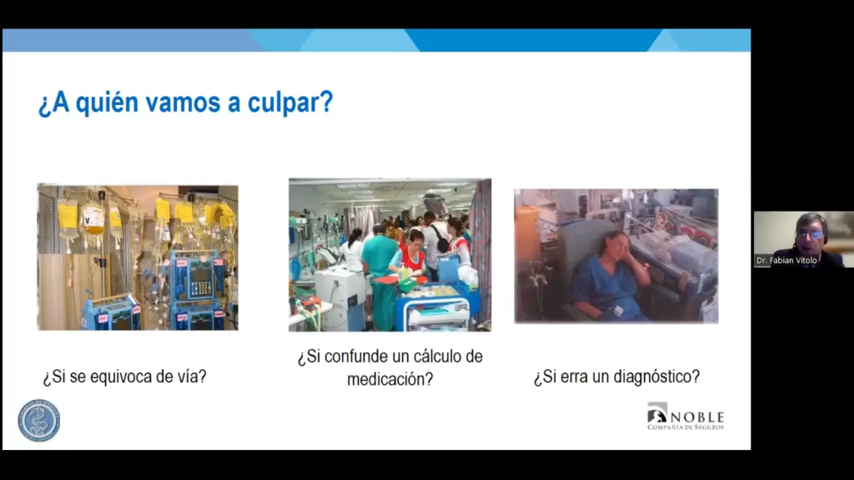 ¿A quién vamos a culpar?
Dr. Fabian Vitolo
¿Si se equivoca de vía?
¿Si confunde un cálculo de
medicación?
¿Si erra un diagnóstico?
NOBLE
COMPAÑÍA DE SEGUROS